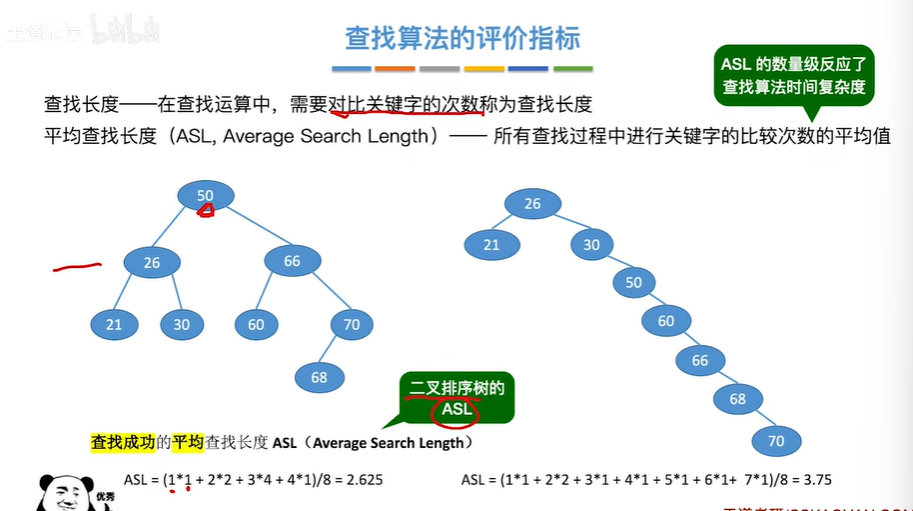 王道论坛 bilibili
查找算法的评价指标
ASL 的数量级反应了
查找算法时间复杂度
查找长度——在查找运算中，需要对比关键字的次数称为查找长度
平均查找长度（ASL, Average Search Length）—— 所有查找过程中进行关键字的比较次数的平均值
50
26
66
21
30
60
70
68
26
21
30
50
60
66
68
70
二叉排序树的
ASL
查找成功的平均查找长度 ASL（Average Search Length）
ASL = (1*1 + 2*2 + 3*4 + 4*1)/8 = 2.625
ASL = (1*1 + 2*2 + 3*1 + 4*1 + 5*1 + 6*1+ 7*1)/8 = 3.75
优秀